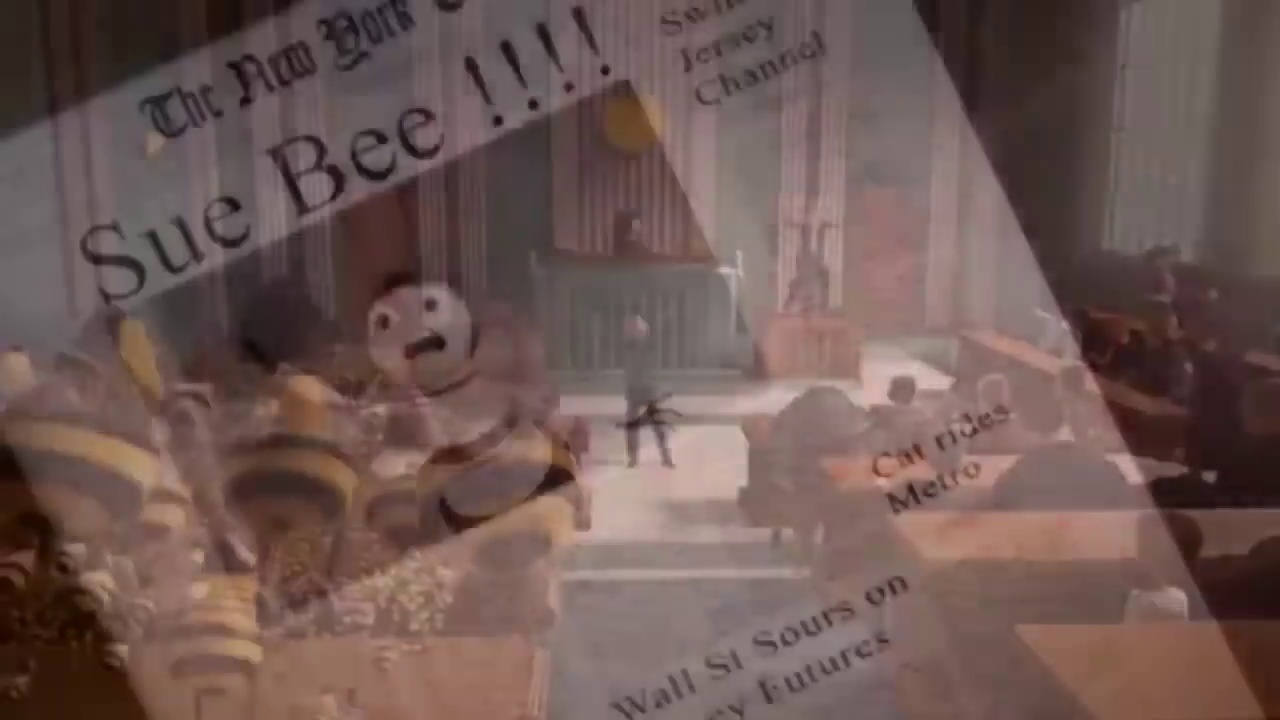 The New York
Sue Bee !!!!
Jersey
Channel
Cat rides
Metro
Wall St Sours on
Futures